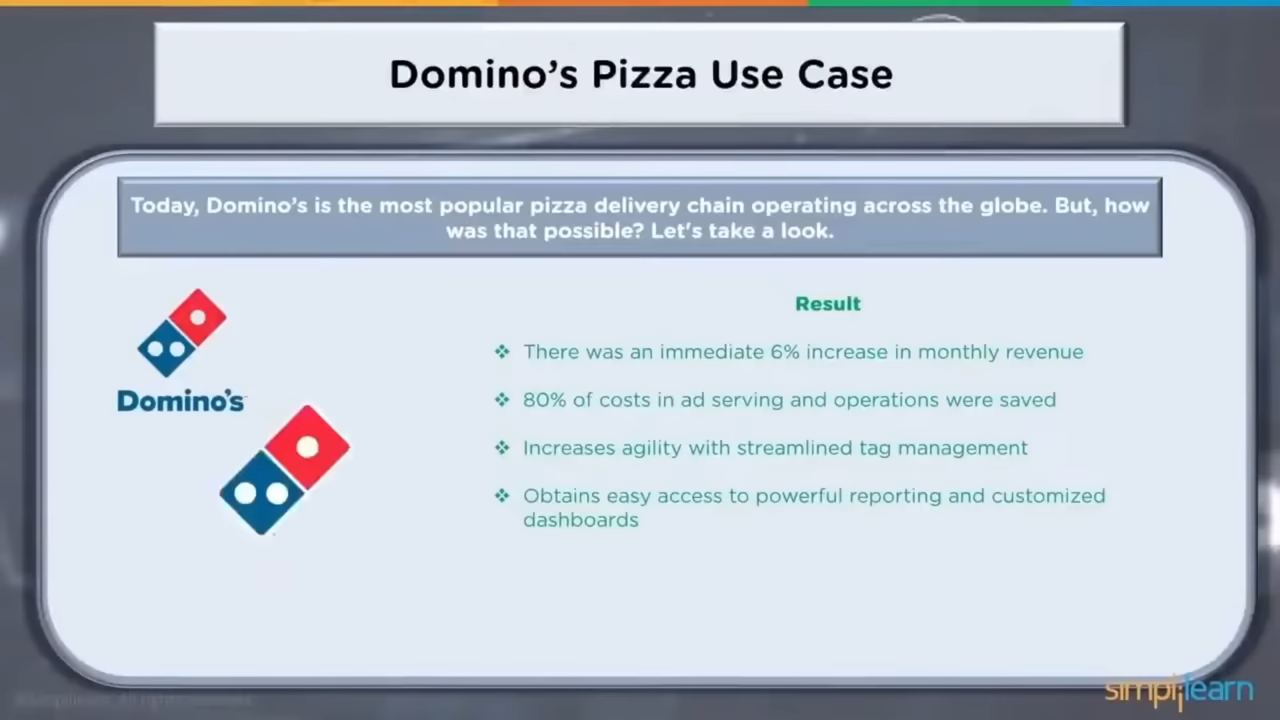 Domino's Pizza Use Case
Today, Domino's is the most popular pizza delivery chain operating across the globe. But, how
was that possible? Let's take a look.
Result
Domino's
❖ There was an immediate 6% increase in monthly revenue
❖ 80% of costs in ad serving and operations were saved
❖ Increases agility with streamlined tag management
❖ Obtains easy access to powerful reporting and customized
dashboards
simplilearn